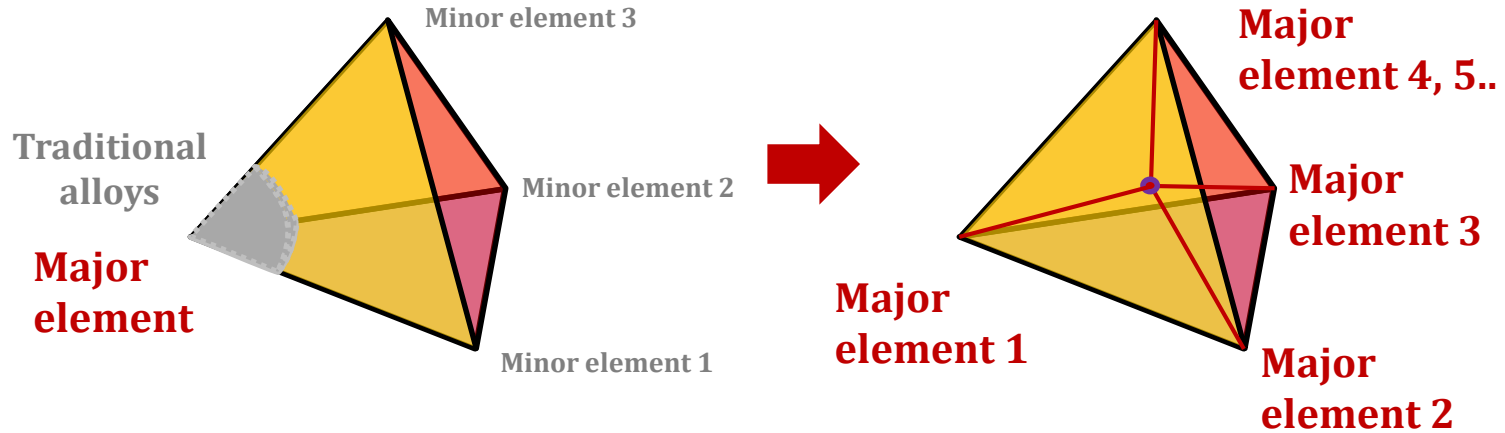 Minor element 3
Traditional
alloys
Minor element 2
Major
element
Minor element 1
Major
element 4, 5..
Major
element 3
Major
element 1
Major
element 2